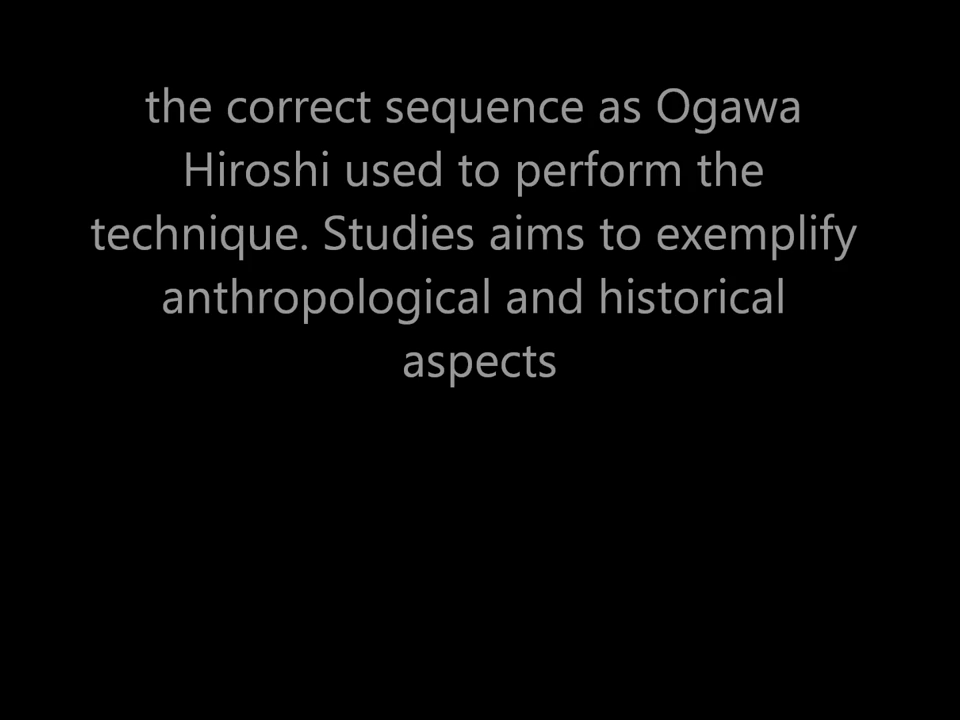 the correct sequence as Ogawa
Hiroshi used to perform the
technique. Studies aims to exemplify
anthropological and historical
aspects